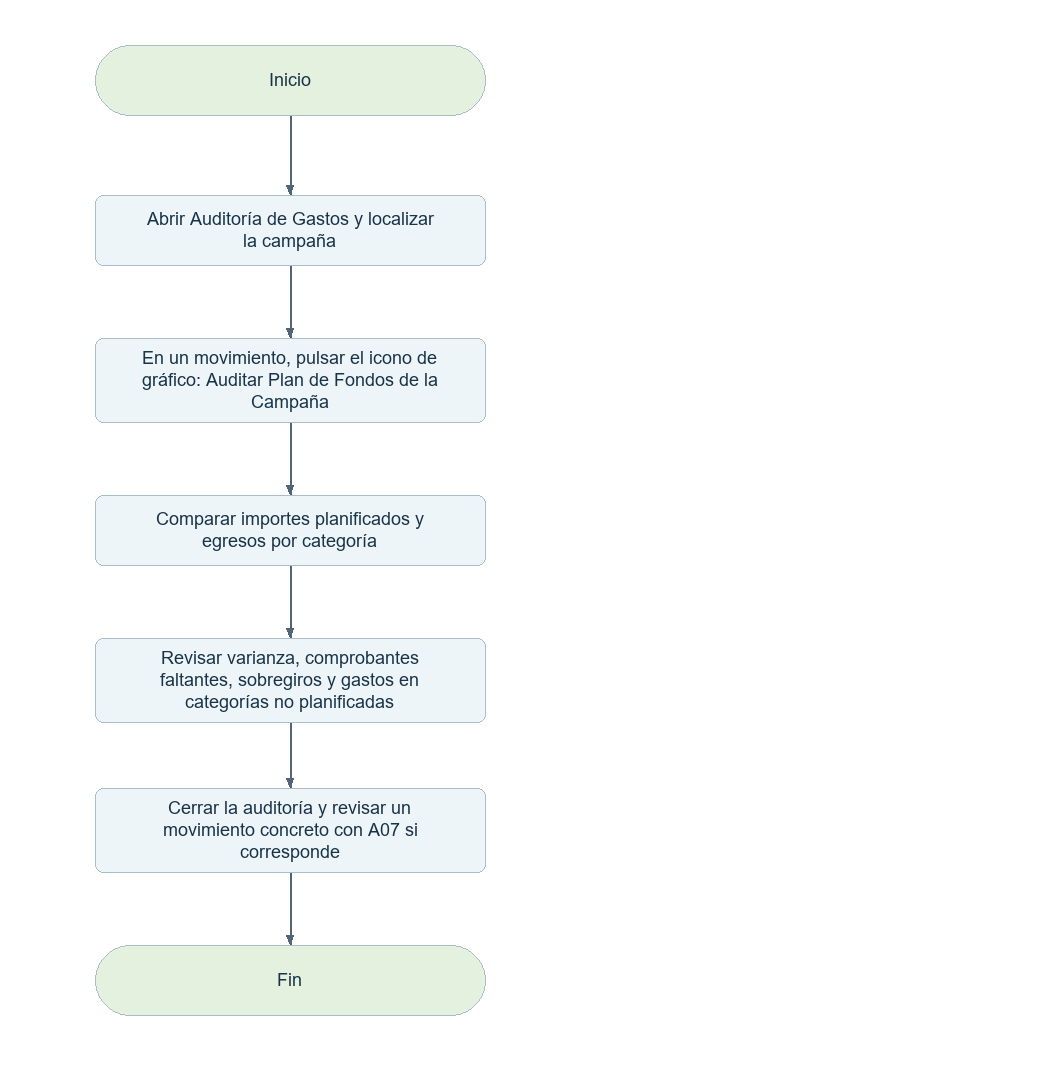 Inicio
Abrir Auditoría de Gastos y localizar
la campaña
En un movimiento, pulsar el icono de
gráfico: Auditar Plan de Fondos de la
Campaña
Comparar importes planificados y
egresos por categoría
Revisar varianza, comprobantes
faltantes, sobregiros y gastos en
categorías no planificadas
Cerrar la auditoría y revisar un
movimiento concreto con A07 si
corresponde
Fin